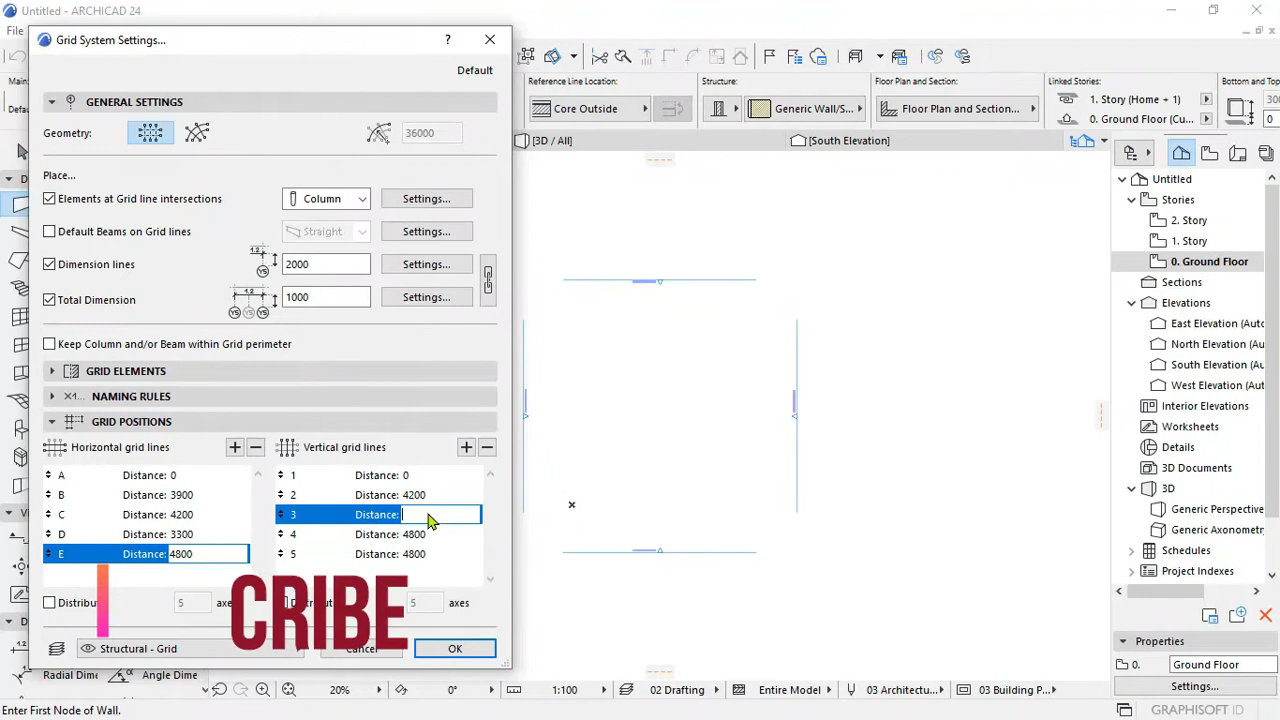 Untitled - ARCHICAD 24
File
Grid System Settings...
?
Default
GENERAL SETTINGS
Geometry:
36000
Place...
Elements at Grid line intersections
Column
Settings...
Default Beams on Grid lines
Straight
Settings...
Dimension lines
2000
Settings...
Total Dimension
1000
Settings...
Keep Column and/or Beam within Grid perimeter
GRID ELEMENTS
NAMING RULES
GRID POSITIONS
Horizontal grid lines
Vertical grid lines
A Distance: 0
B Distance: 3900
C Distance: 4200
D Distance: 3300
E Distance: 4800
1 Distance: 0
2 Distance: 4200
3 Distance:
4 Distance: 4800
5 Distance: 4800
5 axes
5 axes
CRIBE
Structural - Grid
OK
Main:
Reference Line Location:
Core Outside
Structure:
Generic Wall/S...
Floor Plan and Section:
Floor Plan and Section...
Linked Stories:
1. Story (Home + 1)
0. Ground Floor (Cu
Bottom and To
[3D / All]
[South Elevation]
Untitled
Stories
2. Story
1. Story
0. Ground Floor
Sections
Elevations
East Elevation (Auto
North Elevation (Aut
South Elevation (Aut
West Elevation (Auto
Interior Elevations
Worksheets
Details
3D Documents
3D
Generic Perspective
Generic Axonometr
Schedules
Project Indexes
Properties
0.
Ground Floor
Settings...
GRAPHISOFT ID
Radial Dime
Angle Dime
20%
0°
1:100
02 Drafting
Entire Model
03 Architectu...
03 Building P...
Enter First Node of Wall.